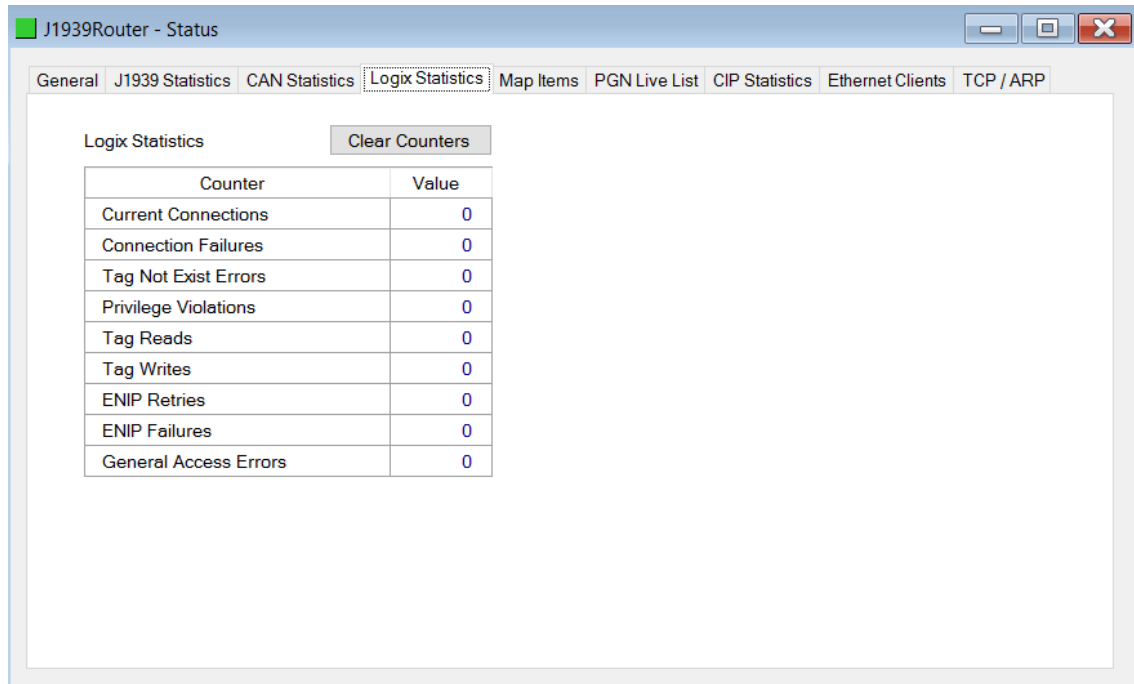 J1939Router - Status
General J1939 Statistics CAN Statistics Logix Statistics Map Items PGN Live List CIP Statistics Ethernet Clients TCP / ARP
Logix Statistics Clear Counters
Counter Value
Current Connections 0
Connection Failures 0
Tag Not Exist Errors 0
Privilege Violations 0
Tag Reads 0
Tag Writes 0
ENIP Retries 0
ENIP Failures 0
General Access Errors 0